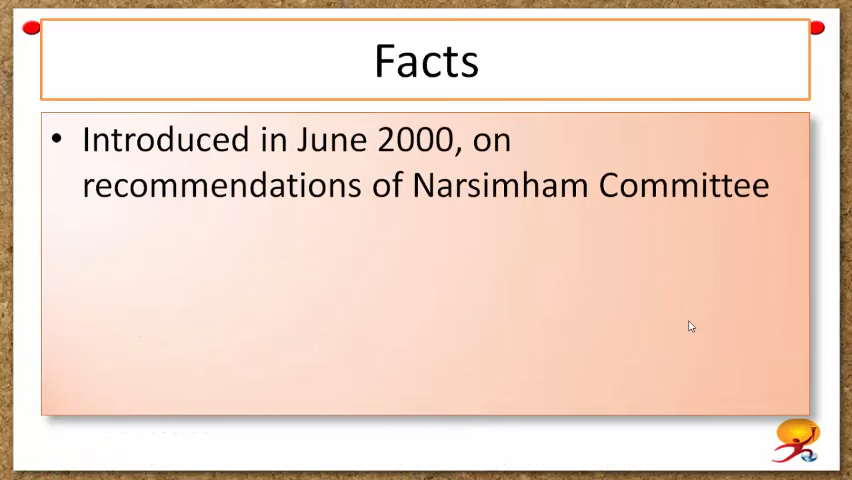 Facts
• Introduced in June 2000, on
recommendations of Narsimham Committee